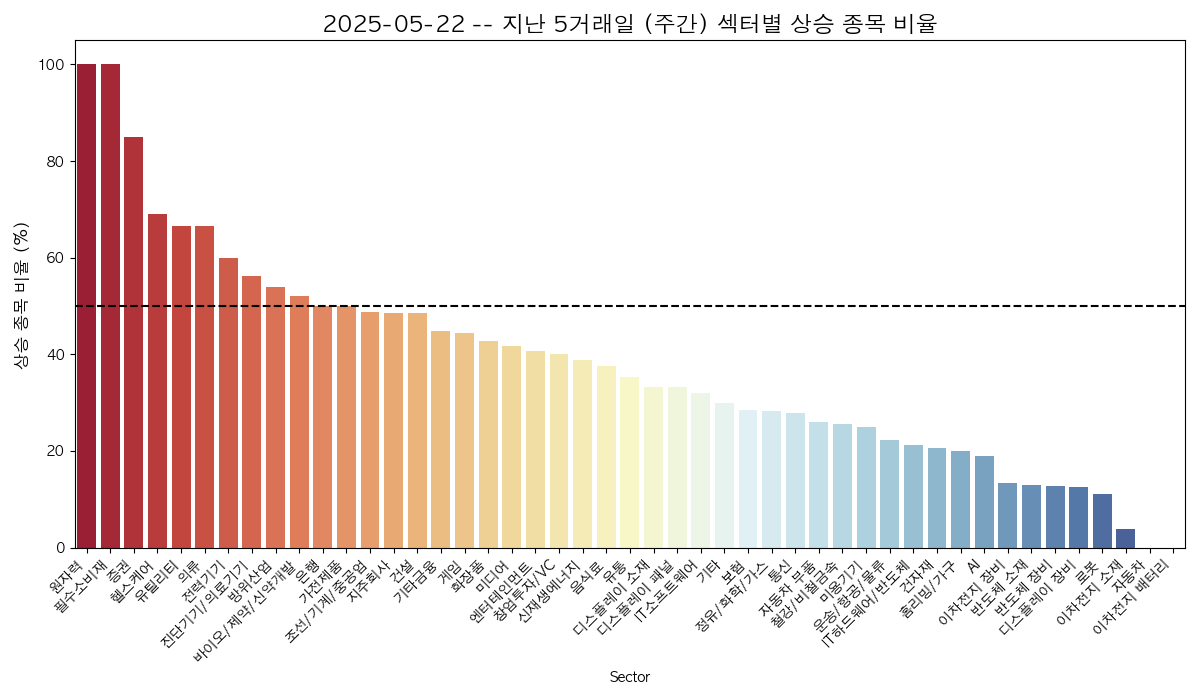 2025-05-22 -- 지난 5거래일 (주간) 섹터별 상승 종목 비율
상승 종목 비율 (%)
100
80
60
40
20
0
원자력
필수소비재
증권
헬스케어
유틸리티
의류
전력기기
진단기기/의료기기
방위산업
바이오/제약/신약개발
은행
가전제품
조선/기계/중공업
지주회사
건설
기타금융
게임
화장품
미디어
엔터테인먼트
창업투자/VC
신재생에너지
음식료
유통
디스플레이 소재
디스플레이 패널
IT소프트웨어
기타
보험
정유/화학/가스
통신
자동차 부품
철강/비철금속
미용기기
운송/항공/물류
IT하드웨어/반도체
건자재
홈리빙/가구
AI
이차전지 장비
반도체 소재
반도체 장비
디스플레이 장비
로봇
이차전지 소재
자동차
이차전지 배터리
Sector